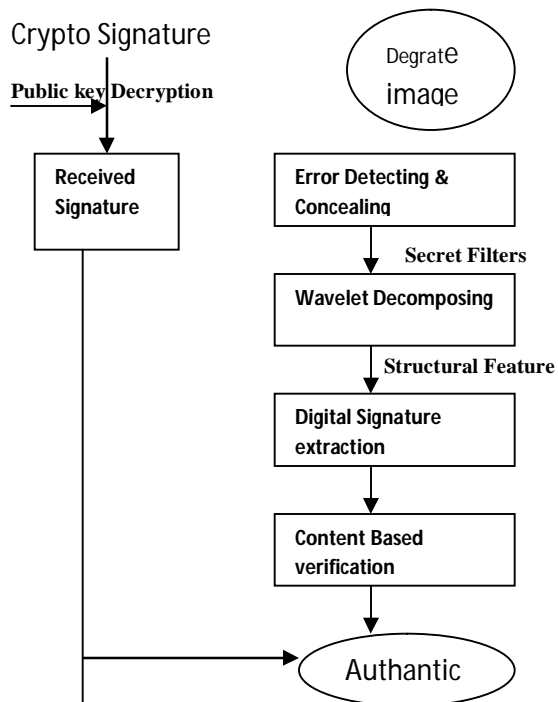 Crypto Signature
Public key Decryption
Received
Signature
Degrate
image
Error Detecting &
Concealing
Secret Filters
Wavelet Decomposing
Structural Feature
Digital Signature
extraction
Content Based
verification
Authantic